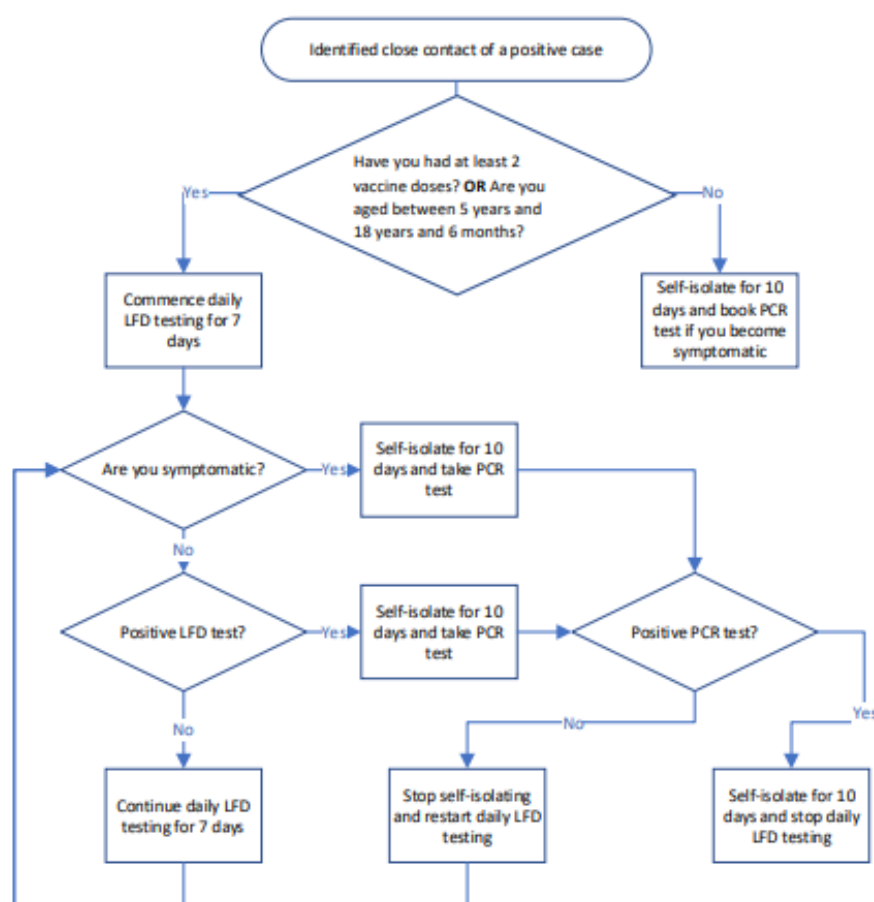 Identified close contact of a positive case
Have you had at least 2
vaccine doses? OR Are you
aged between 5 years and
18 years and 6 months?
Yes
No
Commence daily
LFD testing for 7
days
Self-isolate for 10
days and book PCR
test if you become
symptomatic
Are you symptomatic?
Yes
Self-isolate for 10
days and take PCR
test
No
Positive LFD test?
Yes
Self-isolate for 10
days and take PCR
test
Positive PCR test?
No
No
Yes
Continue daily LFD
testing for 7 days
Stop self-isolating
and restart daily LFD
testing
Self-isolate for 10
days and stop daily
LFD testing